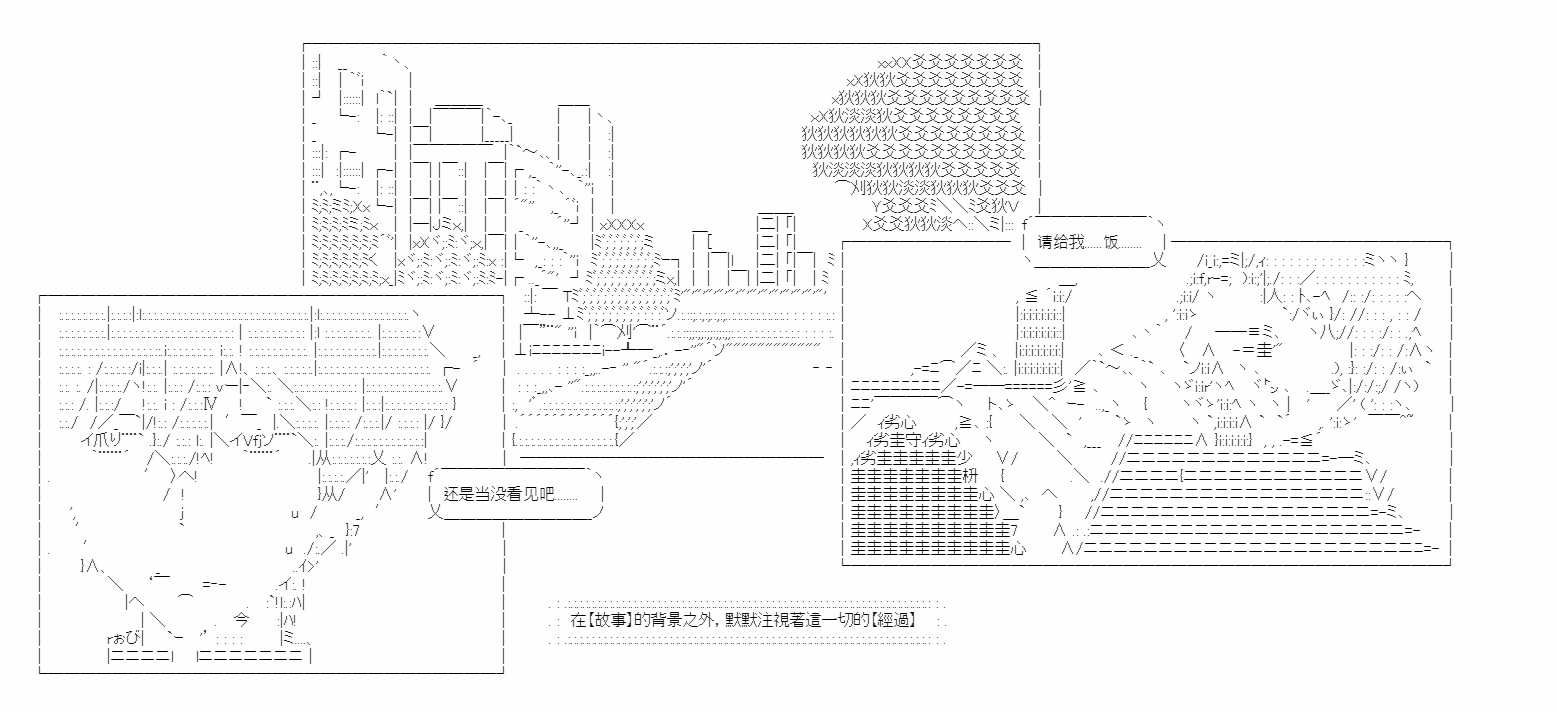 请给我.....饭........
还是当没看见吧........
在【故事】的背景之外，默默注視著這一切的【經過】